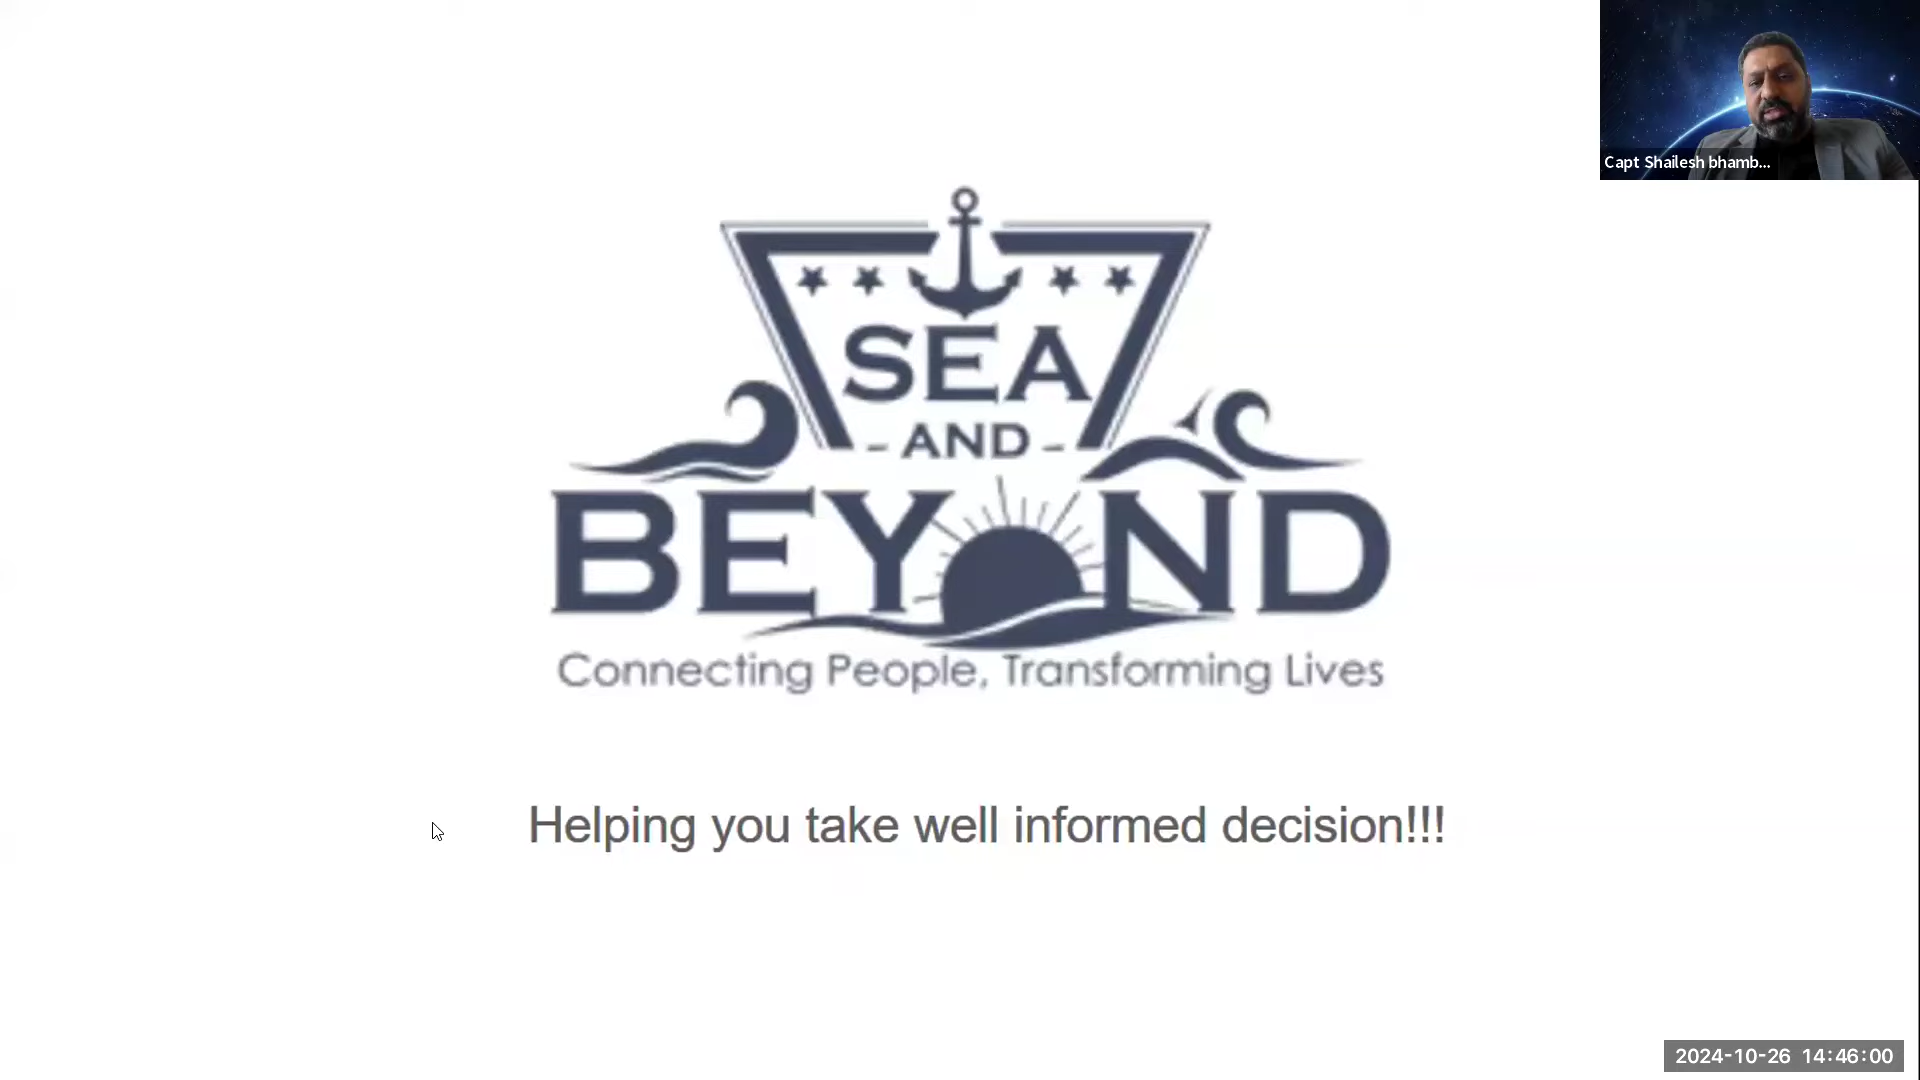 Capt Shailesh bhamb...
SEA
- AND -
BEYOND
Connecting People, Transforming Lives
Helping you take well informed decision!!!
2024-10-26 14:46:00